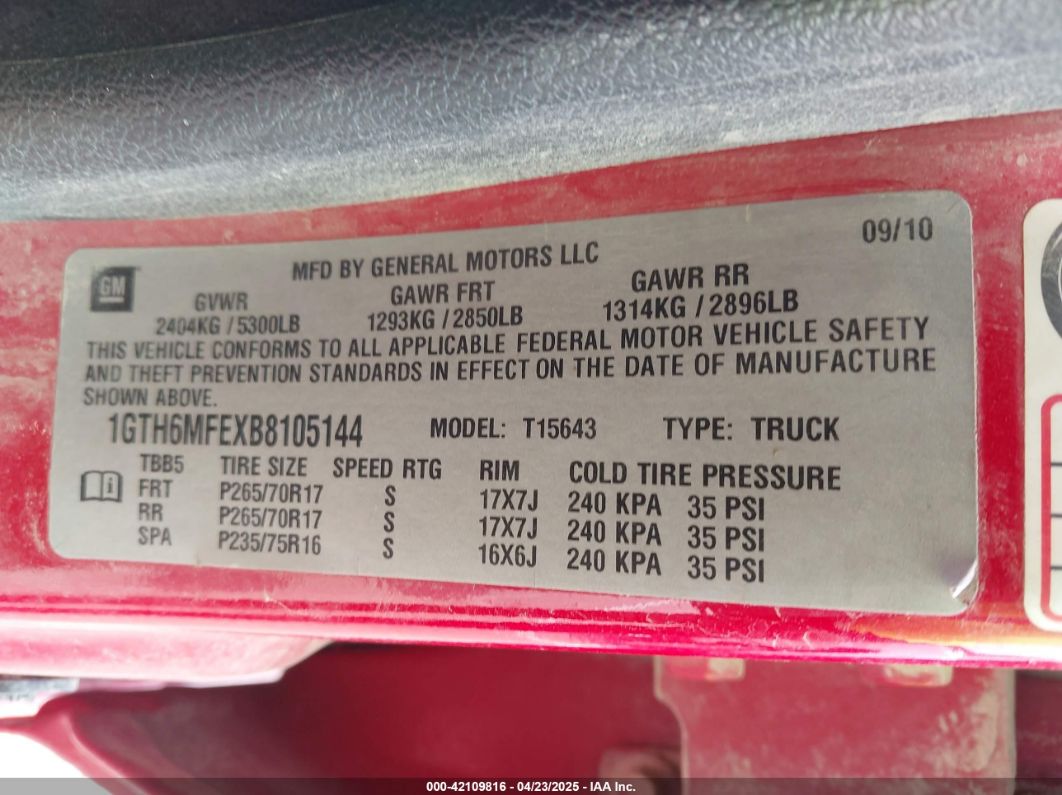 09/10
MFD BY GENERAL MOTORS LLC
GM
GVWR GAWR FRT GAWR RR
2404KG / 5300LB 1293KG / 2850LB 1314KG / 2896LB
THIS VEHICLE CONFORMS TO ALL APPLICABLE FEDERAL MOTOR VEHICLE SAFETY
AND THEFT PREVENTION STANDARDS IN EFFECT ON THE DATE OF MANUFACTURE
SHOWN ABOVE.
1GTH6MFEXB8105144 MODEL: T15643 TYPE: TRUCK
TBB5 TIRE SIZE SPEED RTG RIM COLD TIRE PRESSURE
FRT P265/70R17 S 17X7J 240 KPA 35 PSI
RR P265/70R17 S 17X7J 240 KPA 35 PSI
SPA P235/75R16 S 16X6J 240 KPA 35 PSI
000-42109816 - 04/23/2025 - IAA Inc.